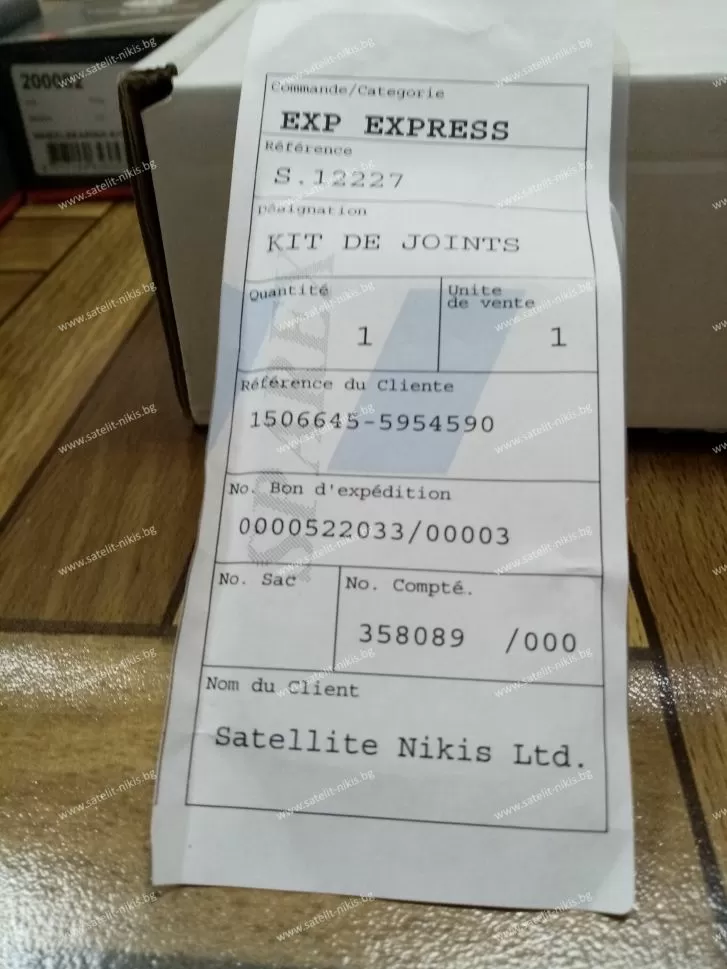 Commande/Categorie
EXP EXPRESS
Référence
S.12227
Désignation
KIT DE JOINTS
Quantité
Unite
de vente
1
1
Référence du Cliente
1506645-5954590
No. Bon d'expédition
0000522033/00003
No. Sac
No. Compté.
358089 /000
Nom du Client
Satellite Nikis Ltd.
SPAREX
www.satelit-nikis.bg